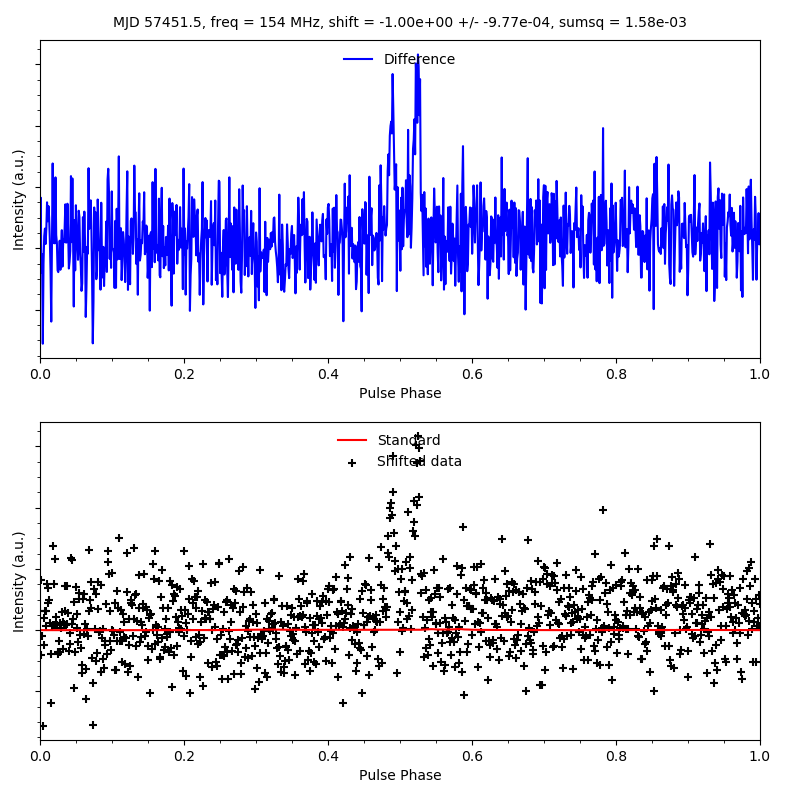 MJD 57451.5, freq = 154 MHz, shift = -1.00e+00 +/- -9.77e-04, sumsq = 1.58e-03
Difference
Intensity (a.u.)
0.0 0.2 0.4 0.6 0.8 1.0
Pulse Phase
Standard
Shifted data
Intensity (a.u.)
0.0 0.2 0.4 0.6 0.8 1.0
Pulse Phase